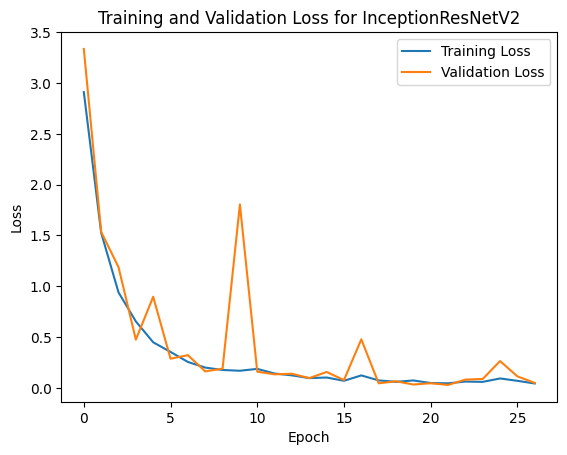 Training and Validation Loss for InceptionResNetV2
Training Loss
Validation Loss
Loss
3.5
3.0
2.5
2.0
1.5
1.0
0.5
0.0
0 5 10 15 20 25
Epoch